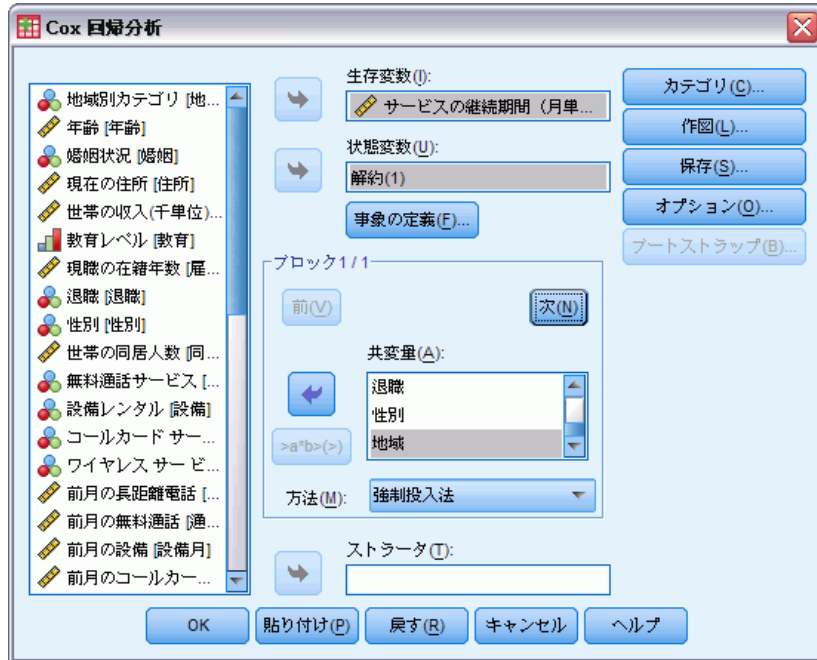 Cox 回帰分析
地域別カテゴリ [地...
年齢 [年齢]
婚姻状況 [婚姻]
現在の住所 [住所]
世帯の収入(千単位)...
教育レベル [教育]
現職の在籍年数 [雇...
退職 [退職]
性別 [性別]
世帯の同居人数 [同...
無料通話サービス [...
設備レンタル [設備]
コールカード サー...
ワイヤレス サービ...
前月の長距離電話 [...
前月の無料通話 [通...
前月の設備 [設備月]
前月のコールカー...
生存変数(I):
サービスの継続期間（月単...
状態変数(U):
解約(1)
事象の定義(F)...
ブロック1 / 1
前(V)
次(N)
共変量(A):
退職
性別
地域
>a*b>(>)
方法(M):
強制投入法
ストラータ(T):
カテゴリ(C)...
作図(L)...
保存(S)...
オプション(O)...
ブートストラップ(B)...
OK
貼り付け(P)
戻す(R)
キャンセル
ヘルプ